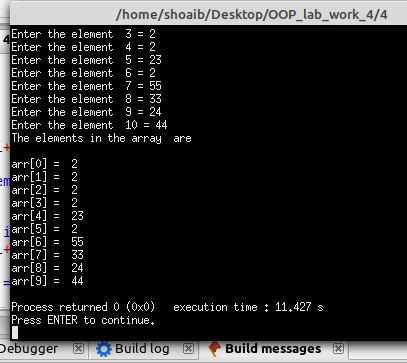 /home/shoaib/Desktop/OOP_lab_work_4/4
Enter the element  3 = 2
Enter the element  4 = 2
Enter the element  5 = 23
Enter the element  6 = 2
Enter the element  7 = 55
Enter the element  8 = 33
Enter the element  9 = 24
Enter the element  10 = 44
The elements in the array  are
arr[0] =  2
arr[1] =  2
arr[2] =  2
arr[3] =  2
arr[4] =  23
arr[5] =  2
arr[6] =  55
arr[7] =  33
arr[8] =  24
arr[9] =  44
Process returned 0 (0x0)   execution time : 11.427 s
Press ENTER to continue.
Debugger
Build log
Build messages